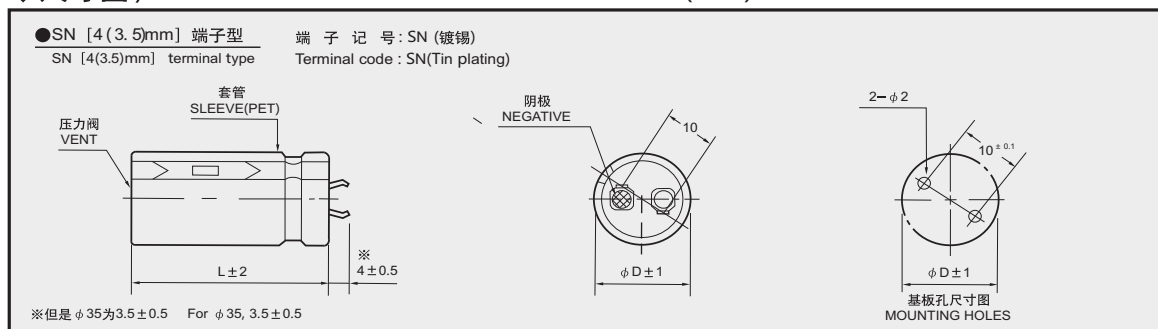 ●SN [4(3.5)mm] 端子型
端 子 记 号: SN (镀锡)
SN [4(3.5)mm] terminal type
Terminal code : SN(Tin plating)
套管
SLEEVE(PET)
压力阀
VENT
L±2
※
4±0.5
※但是 φ35为3.5±0.5 For φ35, 3.5±0.5
阴极
NEGATIVE
10
φD±1
2-φ2
10 ±0.1
φD±1
基板孔尺寸图
MOUNTING HOLES